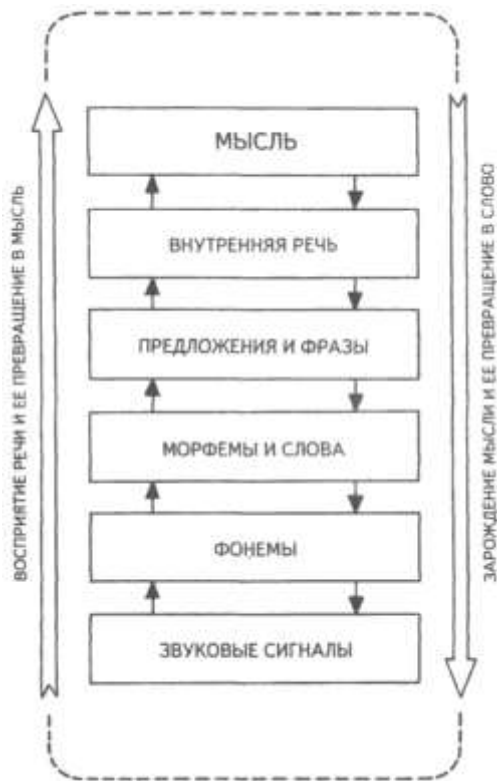 МЫСЛЬ
ВНУТРЕННЯЯ РЕЧЬ
ПРЕДЛОЖЕНИЯ И ФРАЗЫ
МОРФЕМЫ И СЛОВА
ФОНЕМЫ
ЗВУКОВЫЕ СИГНАЛЫ
ВОСПРИЯТИЕ РЕЧИ И ЕЕ ПРЕВРАЩЕНИЕ В МЫСЛЬ
ЗАРОЖДЕНИЕ МЫСЛИ И ЕЕ ПРЕВРАЩЕНИЕ В СЛОВО